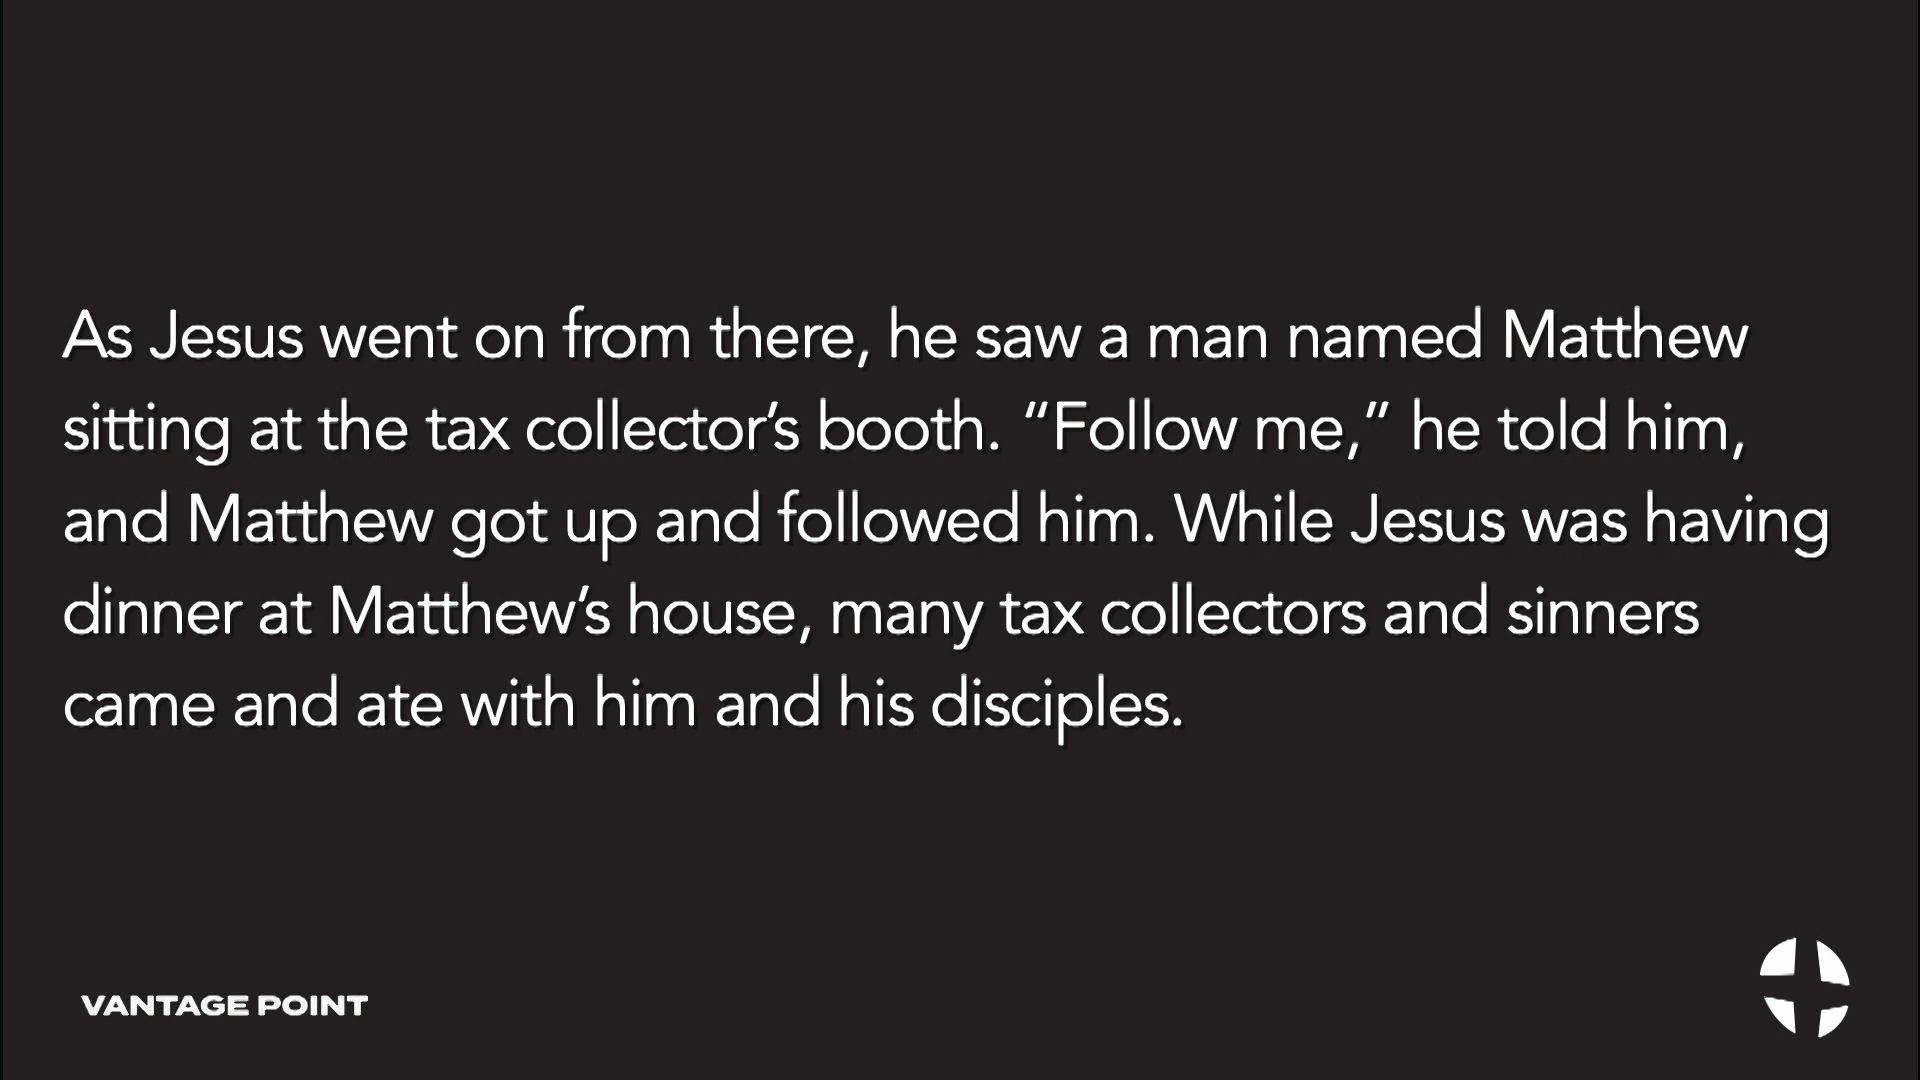 As Jesus went on from there, he saw a man named Matthew
sitting at the tax collector’s booth. “Follow me,” he told him,
and Matthew got up and followed him. While Jesus was having
dinner at Matthew’s house, many tax collectors and sinners
came and ate with him and his disciples.
VANTAGE POINT